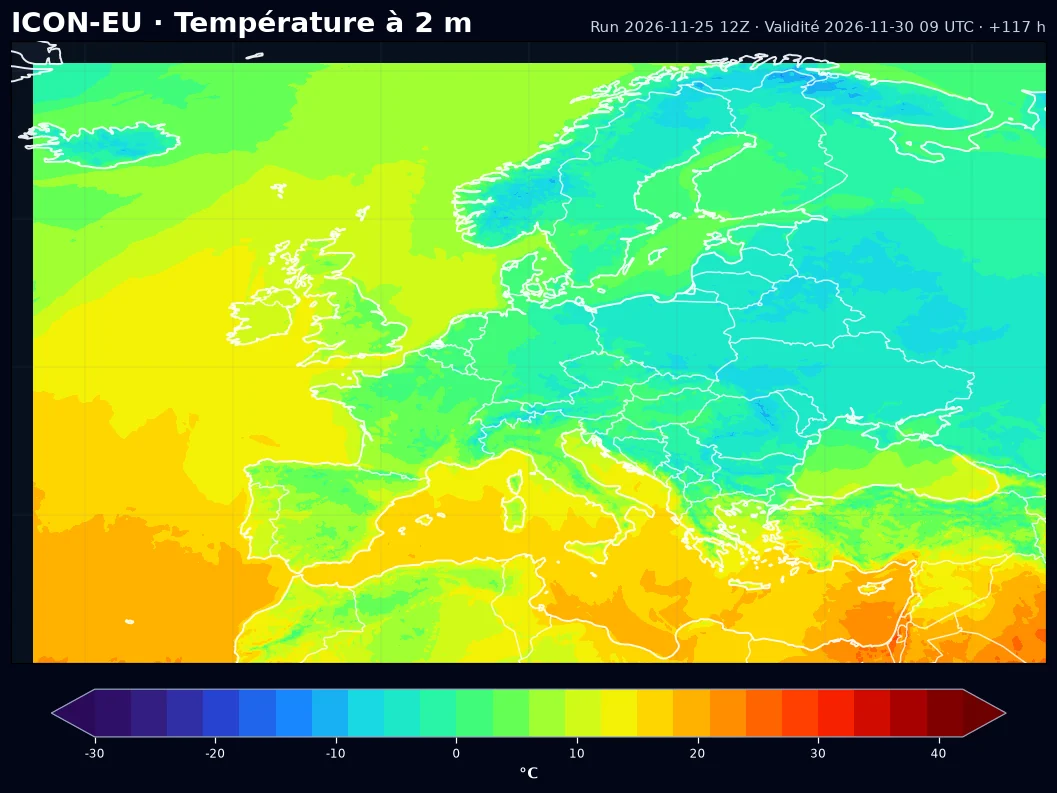 ICON-EU · Température à 2 m
Run 2026-11-25 12Z · Validité 2026-11-30 09 UTC · +117 h
-30 -20 -10 0 10 20 30 40
°C